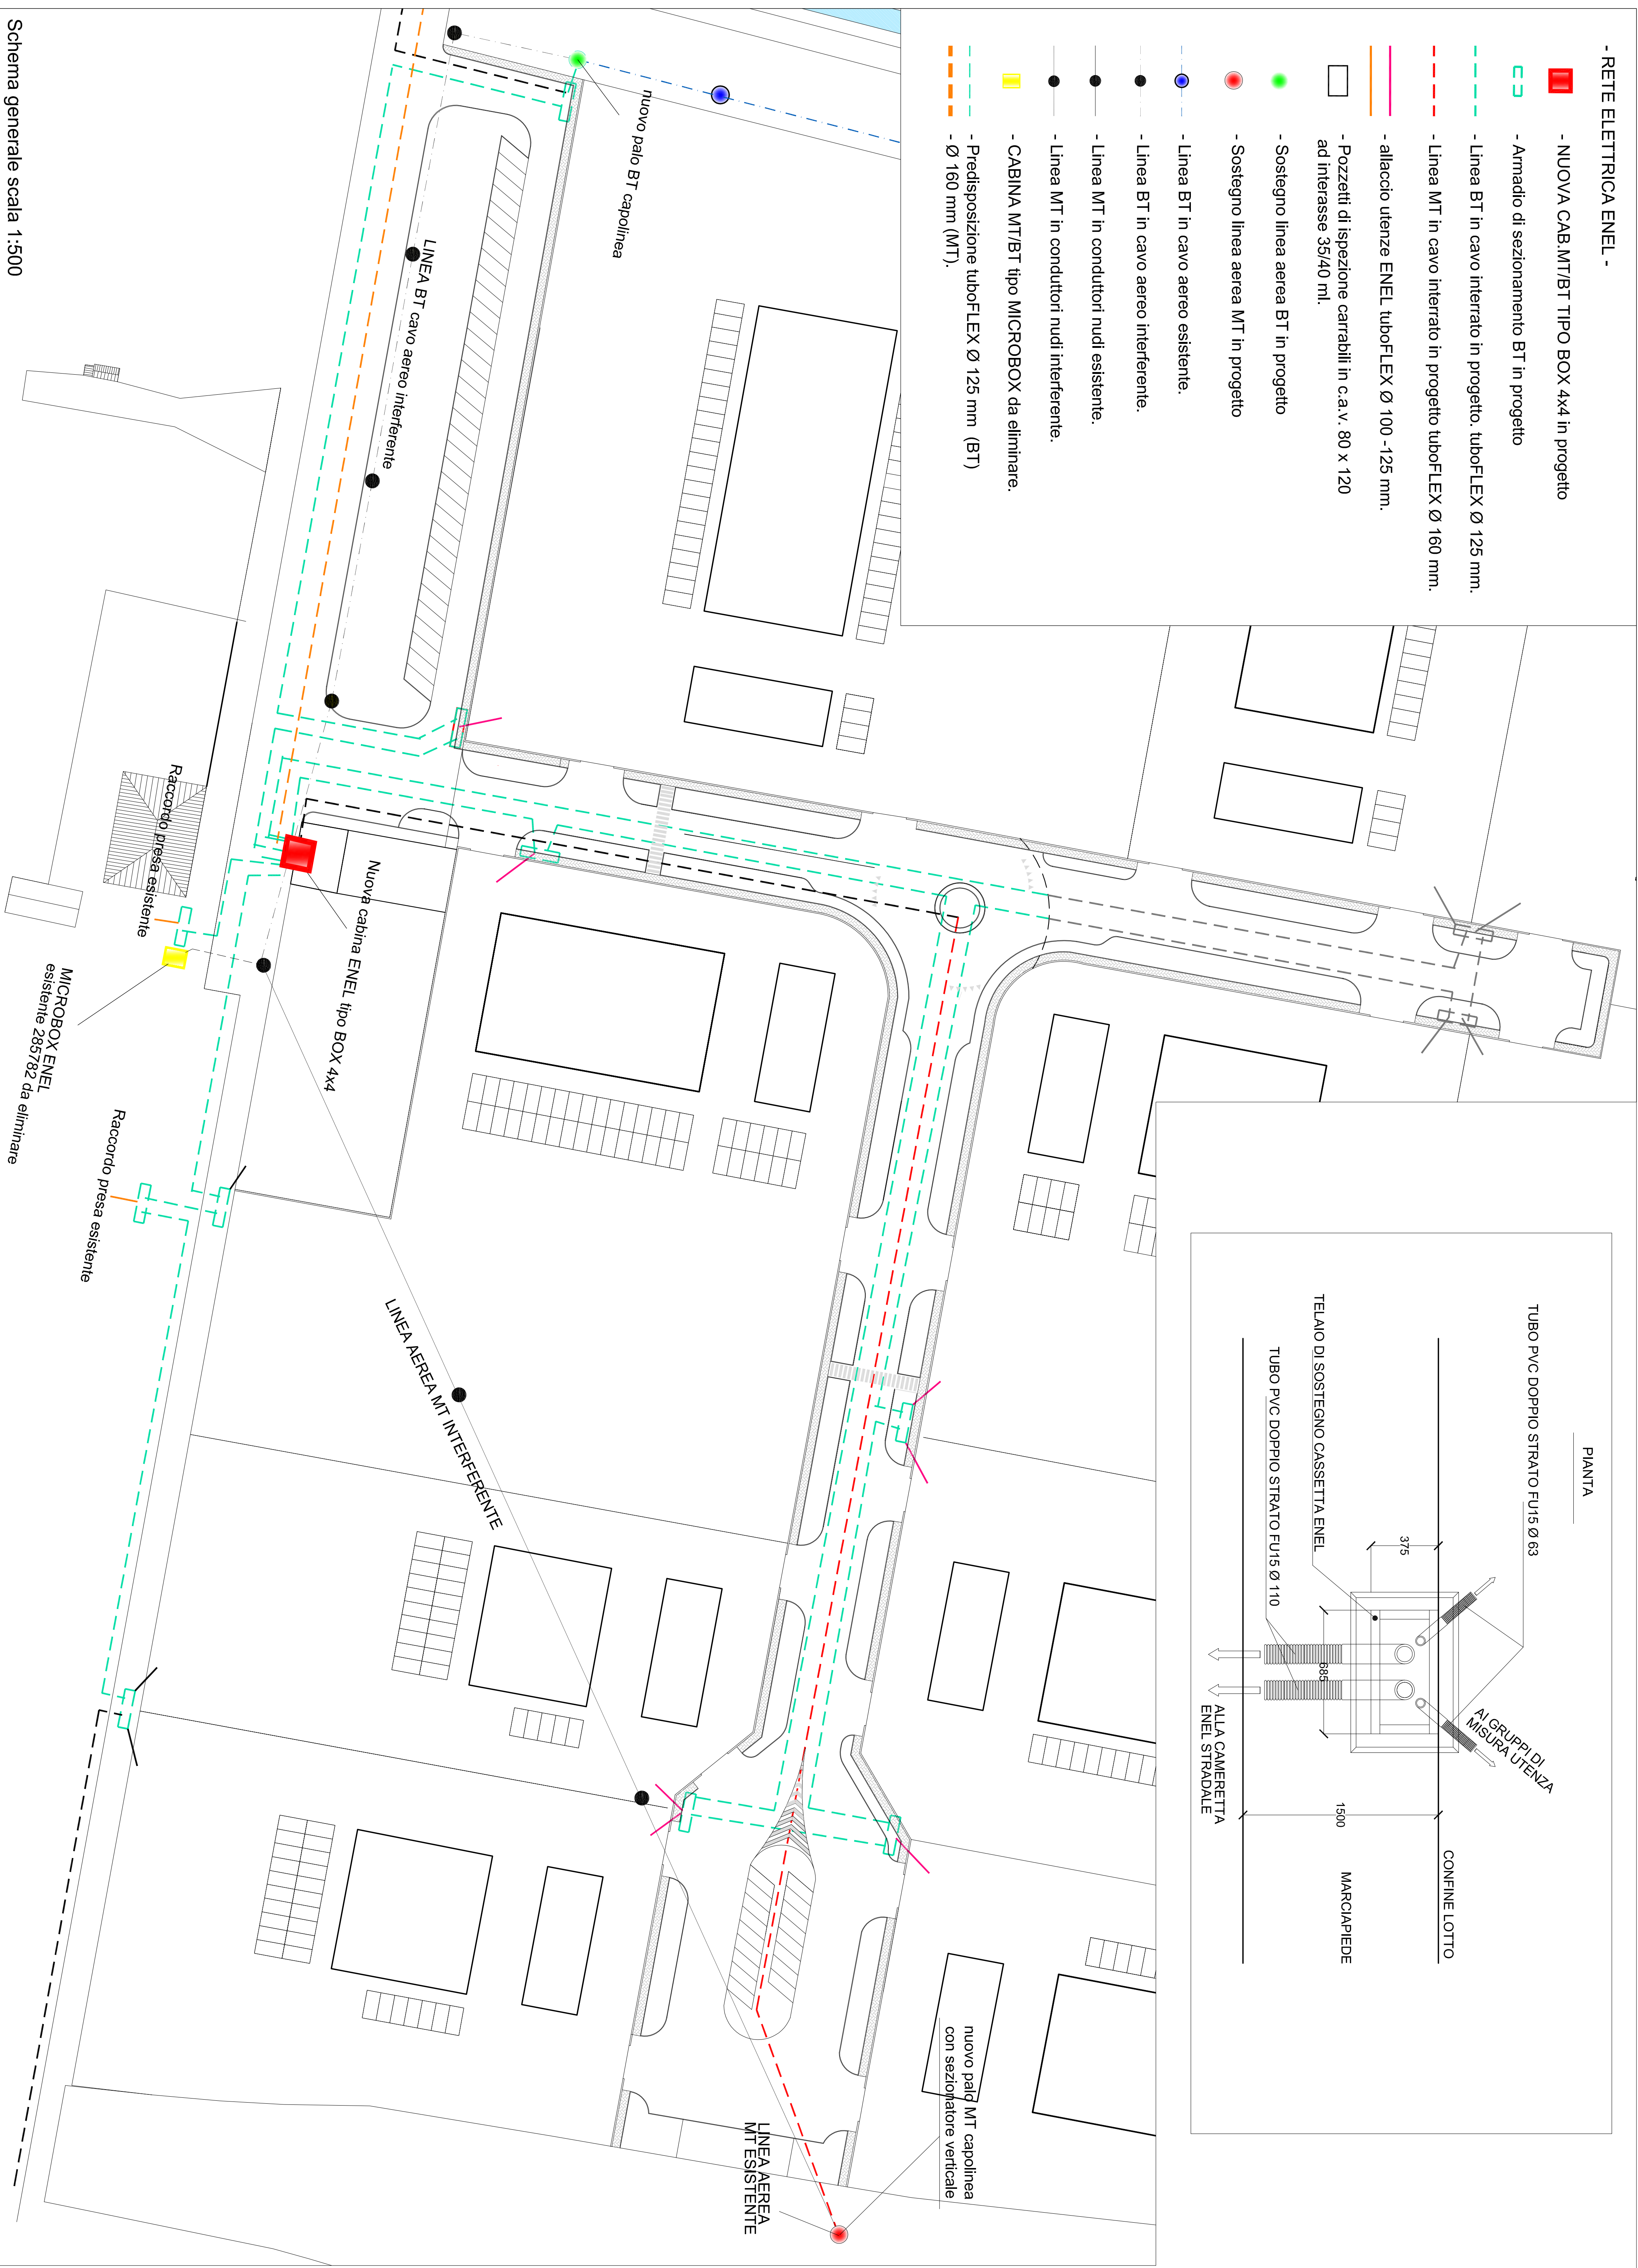 - RETE ELETTRICA ENEL -
- NUOVA CAB.MT/BT TIPO BOX 4x4 in progetto
- Armadio di sezionamento BT in progetto
- Linea BT in cavo interrato in progetto. tuboFLEX Ø 125 mm.
- Linea MT in cavo interrato in progetto tuboFLEX Ø 160 mm.
- allaccio utenze ENEL tuboFLEX Ø 100 -125 mm.
- Pozzetti di ispezione carrabili in c.a.v. 80 x 120
ad interasse 35/40 ml.
- Sostegno linea aerea BT in progetto
- Sostegno linea aerea MT in progetto
- Linea BT in cavo aereo esistente.
- Linea BT in cavo aereo interferente.
- Linea MT in conduttori nudi esistente.
- Linea MT in conduttori nudi interferente.
- CABINA MT/BT tipo MICROBOX da eliminare.
- Predisposizione tuboFLEX Ø 125 mm (BT)
- Ø 160 mm (MT).
PIANTA
TUBO PVC DOPPIO STRATO FU15 Ø 63
375
TELAIO DI SOSTEGNO CASSETTA ENEL
TUBO PVC DOPPIO STRATO FU15 Ø 110
685
AI GRUPPI DI
MISURA UTENZA
ALLA CAMERETTA
ENEL STRADALE
1500
CONFINE LOTTO
MARCIAPIEDE
nuovo palo BT capolinea
LINEA BT cavo aereo interferente
Nuova cabina ENEL tipo BOX 4x4
Raccordo presa esistente
MICROBOX ENEL
esistente 285782 da eliminare
Raccordo presa esistente
LINEA AEREA MT INTERFERENTE
nuovo palo MT capolinea
con sezionatore verticale
LINEA AEREA
MT ESISTENTE
Schema generale scala 1:500